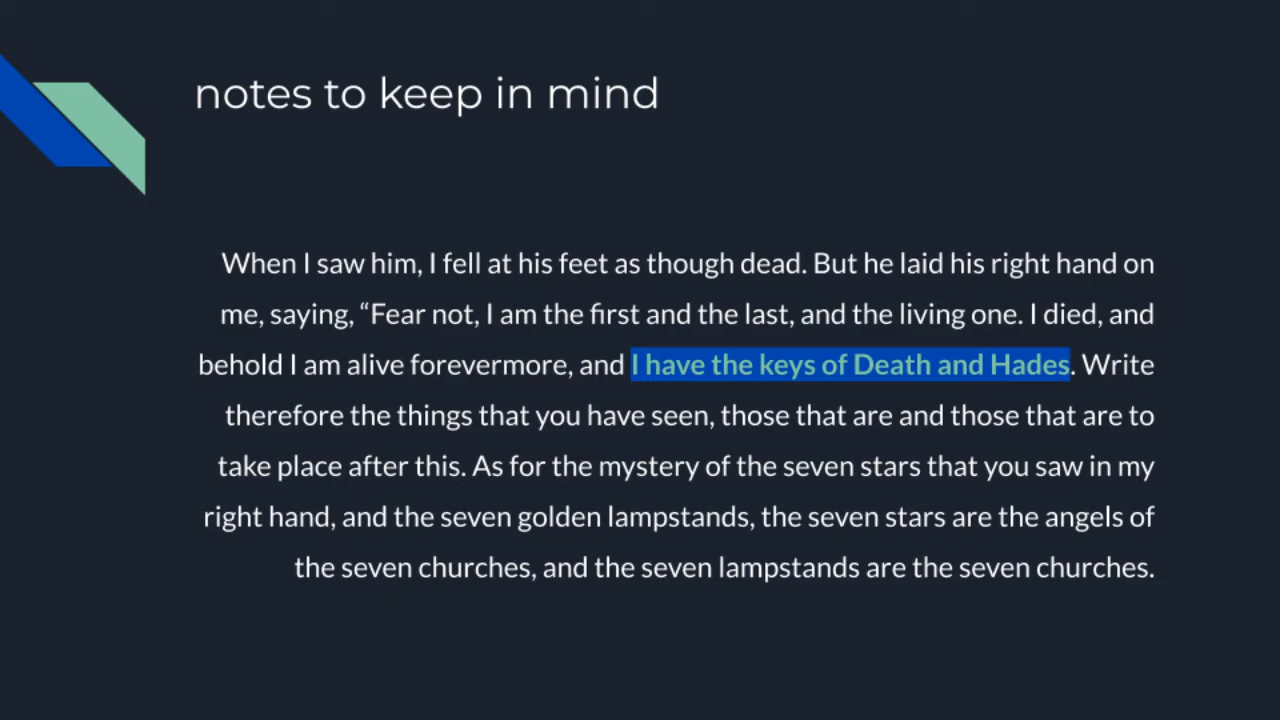 notes to keep in mind
When I saw him, I fell at his feet as though dead. But he laid his right hand on
me, saying, “Fear not, I am the first and the last, and the living one. I died, and
behold I am alive forevermore, and I have the keys of Death and Hades. Write
therefore the things that you have seen, those that are and those that are to
take place after this. As for the mystery of the seven stars that you saw in my
right hand, and the seven golden lampstands, the seven stars are the angels of
the seven churches, and the seven lampstands are the seven churches.